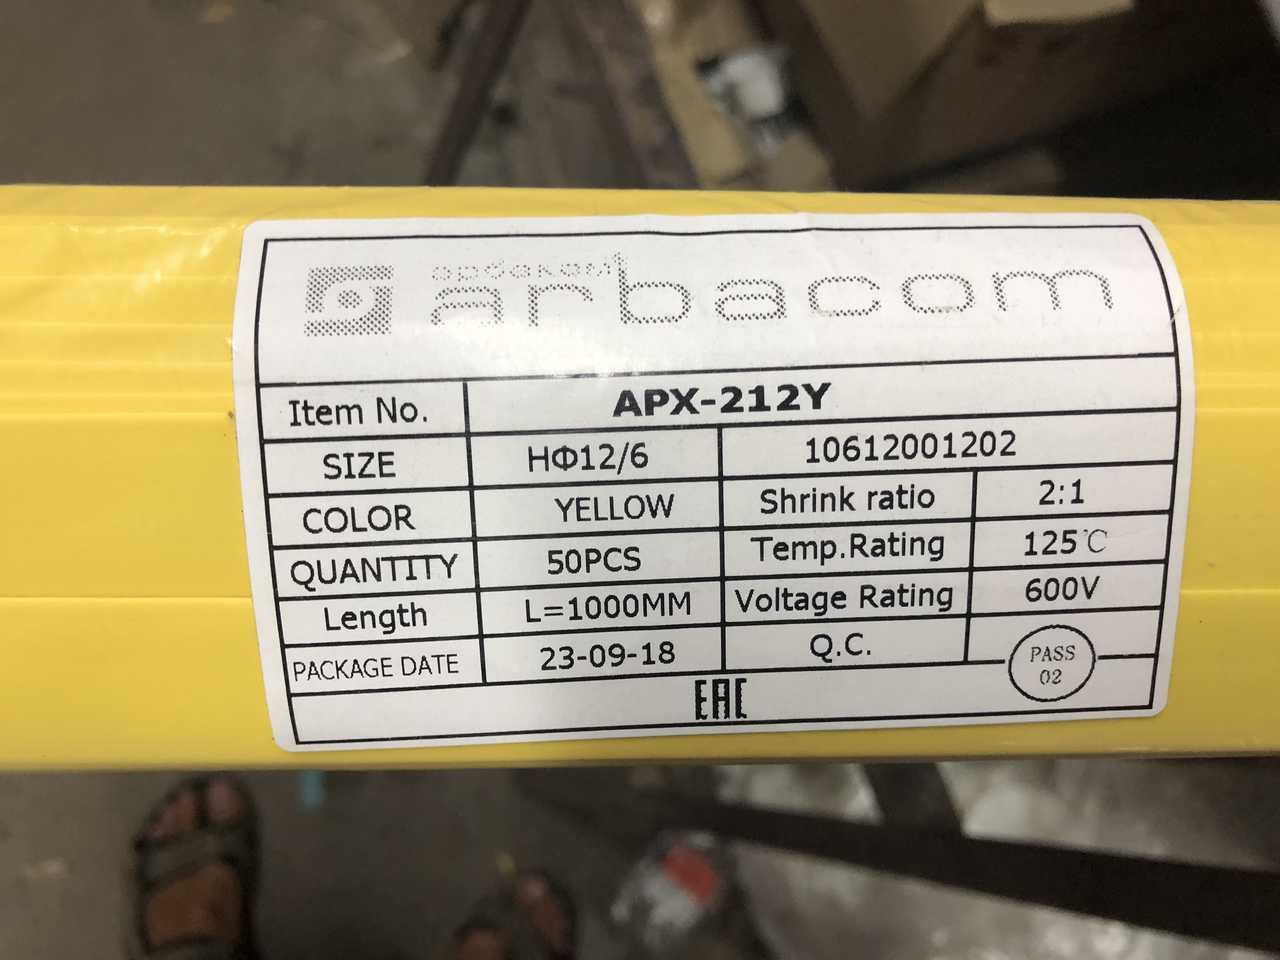 арбаком
arbacom
Item No. APX-212Y
SIZE HΦ12/6 10612001202
COLOR YELLOW Shrink ratio 2:1
QUANTITY 50PCS Temp.Rating 125℃
Length L=1000MM Voltage Rating 600V
PACKAGE DATE 23-09-18 Q.C.
PASS
02
EAC